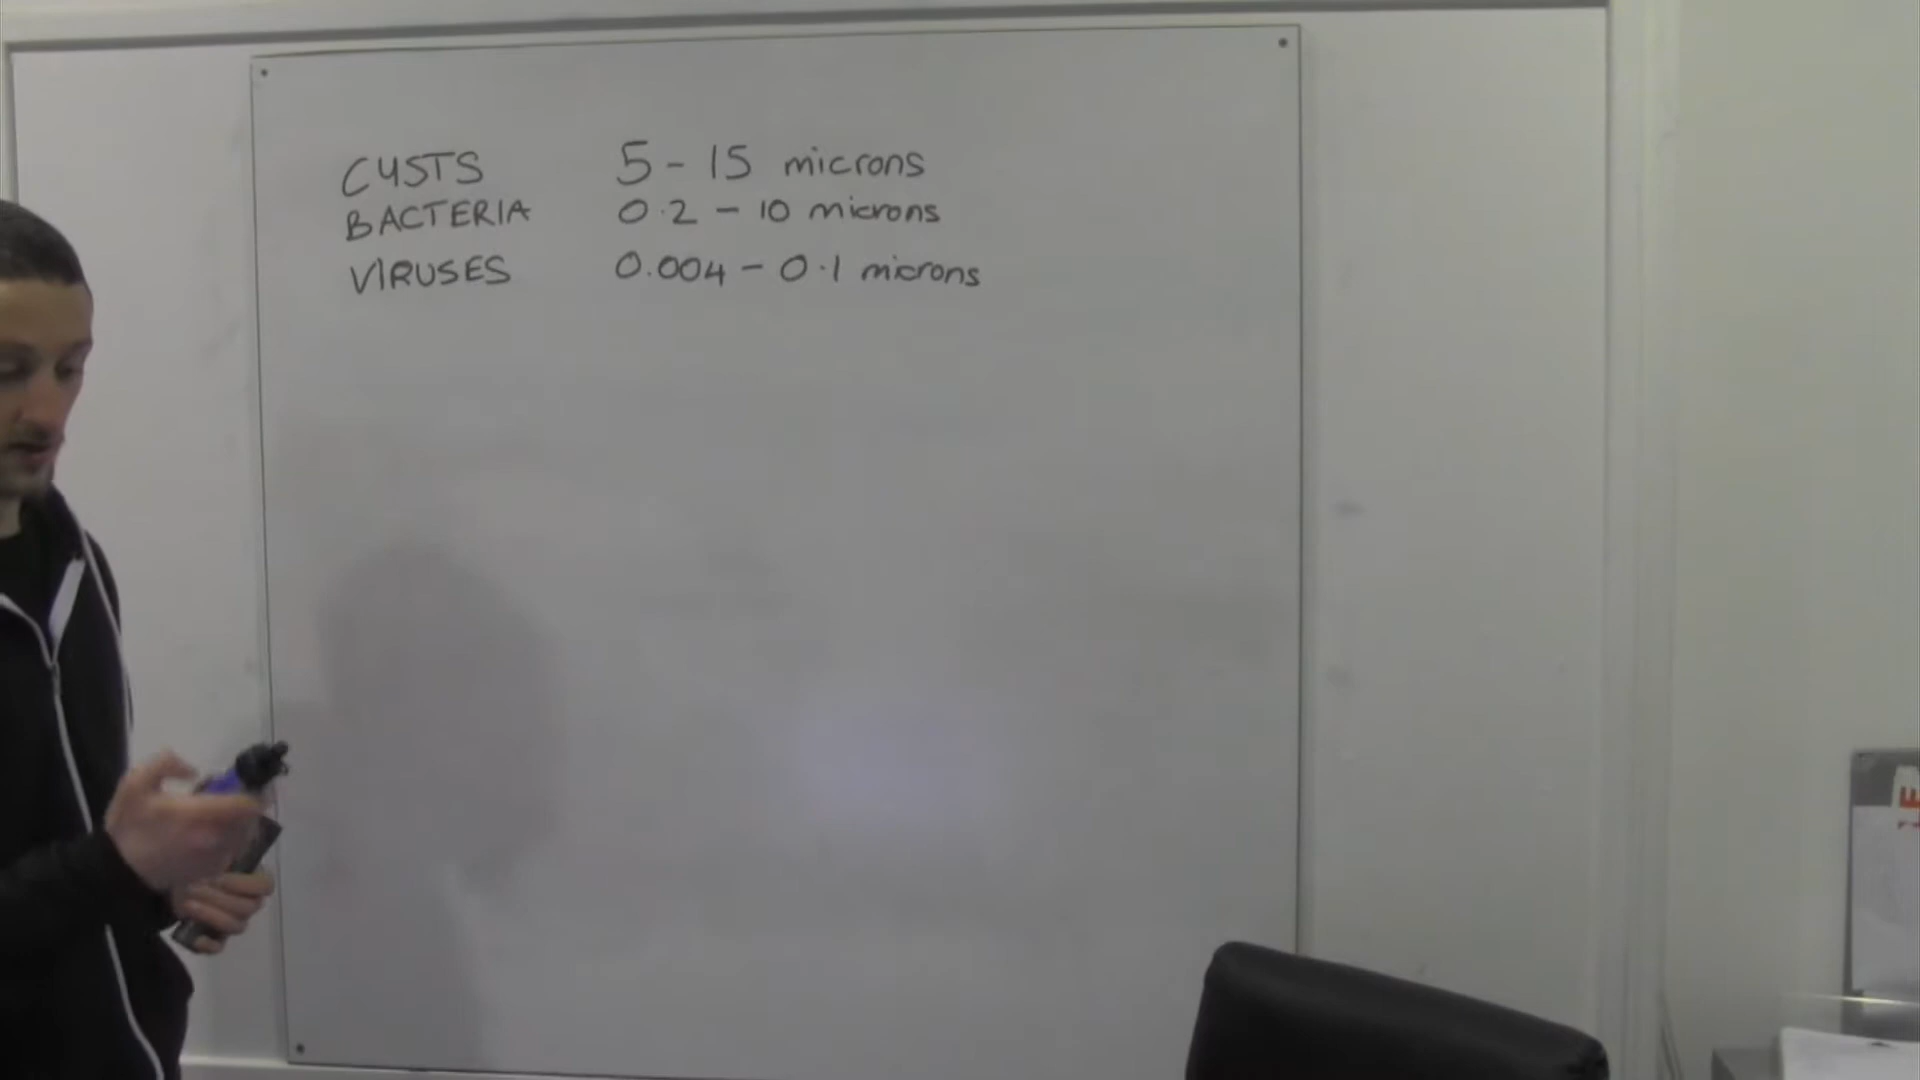 CYSTS 5 - 15 microns
BACTERIA 0.2 - 10 microns
VIRUSES 0.004 - 0.1 microns